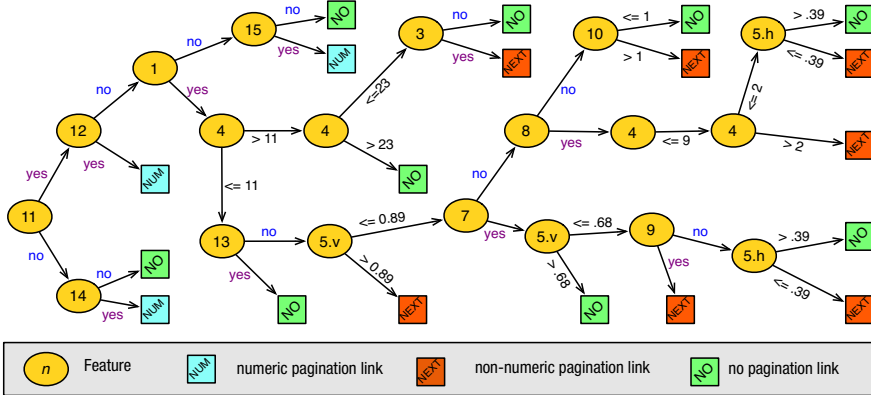 no NO
15
3 no NO
10 <= 1 NO
> .39 NO
5.h
no
yes NUM
yes NEXT
> 1 NEXT
<= .39 NEXT
1
no
yes
<=23
no
<= 2
12
4 > 11 4
8 yes 4 <= 9 4
> 2 NEXT
yes
yes NUM
> 23 NO
<= 11
no
11
7
no
13 no 5.v <= 0.89
yes 5.v <= .68 9 no
> .39 NO
5.h
no NO
14
yes NUM
yes NO
> 0.89 NEXT
> .68 NO
yes NEXT
<= .39 NEXT
n Feature NUM numeric pagination link NEXT non-numeric pagination link NO no pagination link